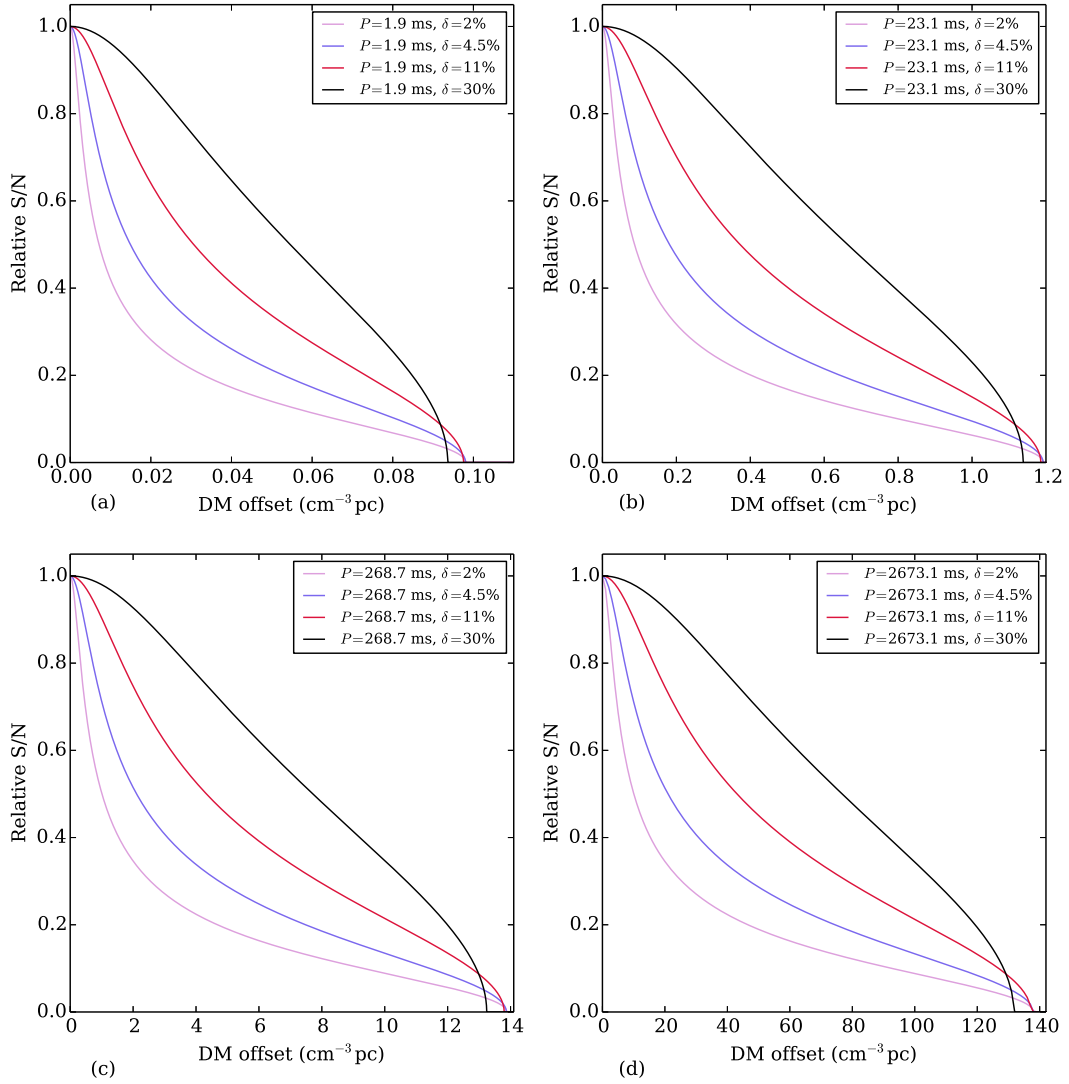 P=1.9 ms, δ=2%
P=1.9 ms, δ=4.5%
P=1.9 ms, δ=11%
P=1.9 ms, δ=30%
1.0
0.8
0.6
0.4
0.2
0.0
Relative S/N
0.00 0.02 0.04 0.06 0.08 0.10
DM offset (cm⁻³ pc)
(a)
P=23.1 ms, δ=2%
P=23.1 ms, δ=4.5%
P=23.1 ms, δ=11%
P=23.1 ms, δ=30%
1.0
0.8
0.6
0.4
0.2
0.0
Relative S/N
0.0 0.2 0.4 0.6 0.8 1.0 1.2
DM offset (cm⁻³ pc)
(b)
P=268.7 ms, δ=2%
P=268.7 ms, δ=4.5%
P=268.7 ms, δ=11%
P=268.7 ms, δ=30%
1.0
0.8
0.6
0.4
0.2
0.0
Relative S/N
0 2 4 6 8 10 12 14
DM offset (cm⁻³ pc)
(c)
P=2673.1 ms, δ=2%
P=2673.1 ms, δ=4.5%
P=2673.1 ms, δ=11%
P=2673.1 ms, δ=30%
1.0
0.8
0.6
0.4
0.2
0.0
Relative S/N
0 20 40 60 80 100 120 140
DM offset (cm⁻³ pc)
(d)